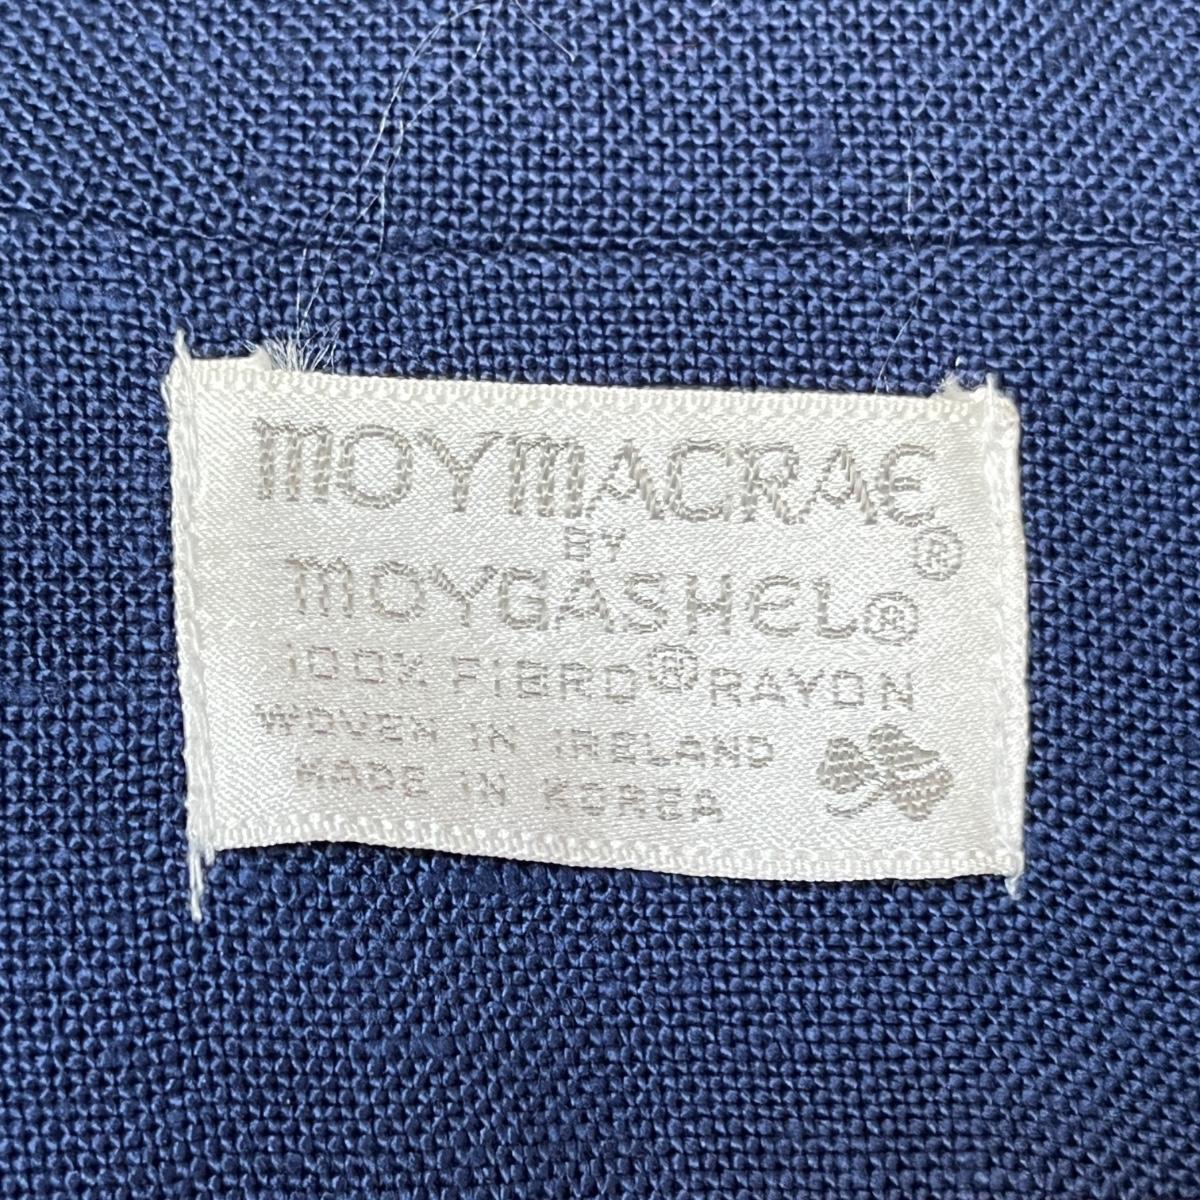 MOYMACRAE®
BY
MOYGASHEL®
100% FIBRO® RAYON
WOVEN IN IRELAND
MADE IN KOREA